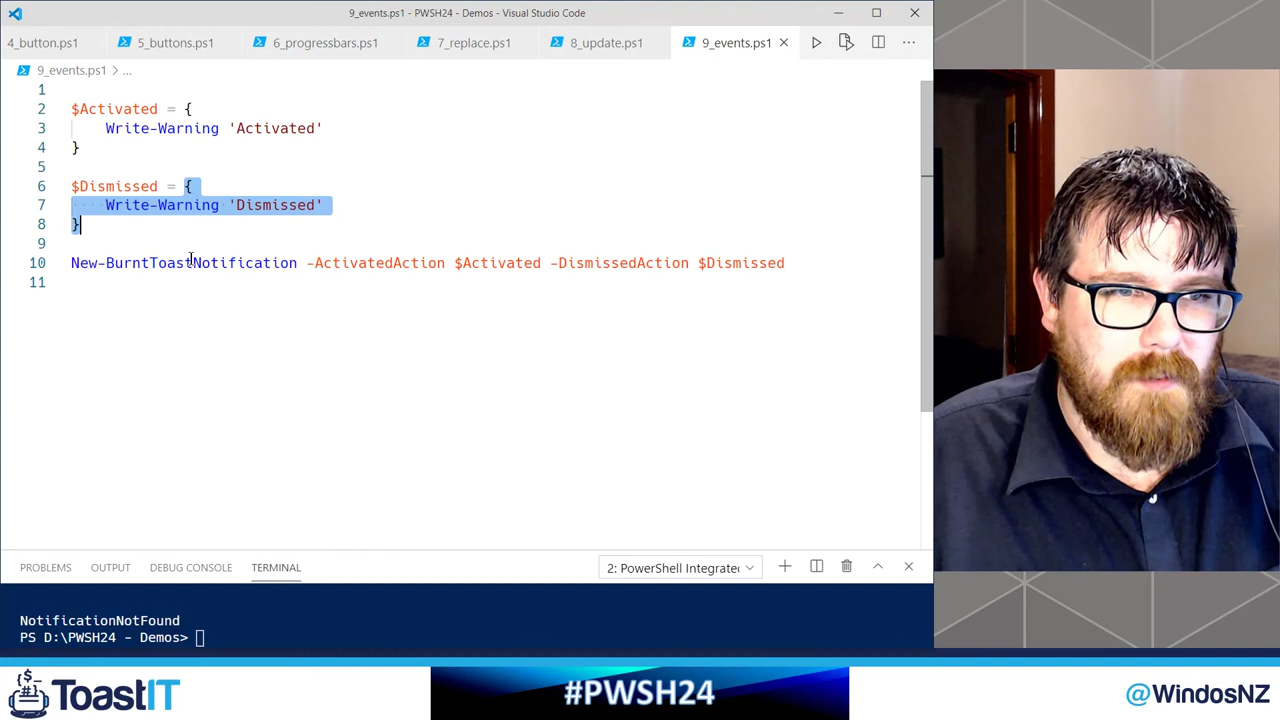 9_events.ps1 - PWSH24 - Demos - Visual Studio Code
4_button.ps1 5_buttons.ps1 6_progressbars.ps1 7_replace.ps1 8_update.ps1 9_events.ps1
9_events.ps1 > ...
1
2 $Activated = {
3 Write-Warning 'Activated'
4 }
5
6 $Dismissed = {
7 Write-Warning 'Dismissed'
8 }
9
10 New-BurntToastNotification -ActivatedAction $Activated -DismissedAction $Dismissed
11
PROBLEMS OUTPUT DEBUG CONSOLE TERMINAL 2: PowerShell Integrated
NotificationNotFound
PS D:\PWSH24 - Demos>
ToastIT #PWSH24 @WindosNZ